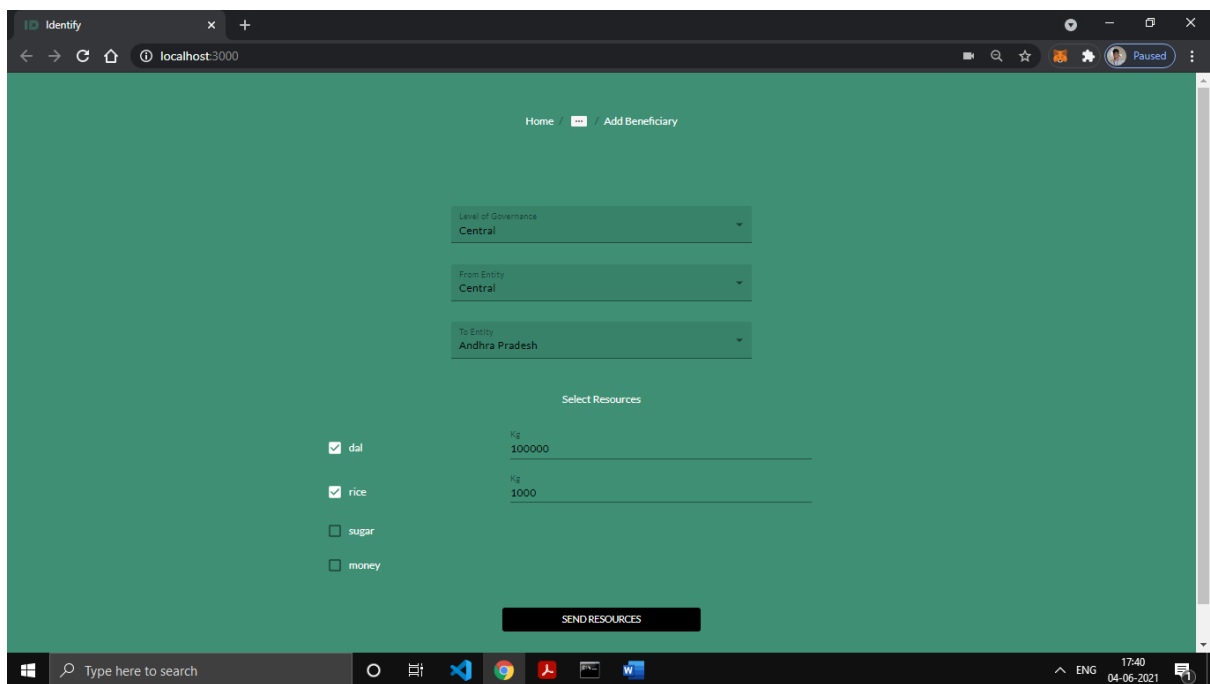 ID Identify
localhost:3000
Paused
Home / ... / Add Beneficiary
Level of Governance
Central
From Entity
Central
To Entity
Andhra Pradesh
Select Resources
dal
Kg
100000
rice
Kg
1000
sugar
money
SEND RESOURCES
Type here to search
ENG
17:40
04-06-2021
1